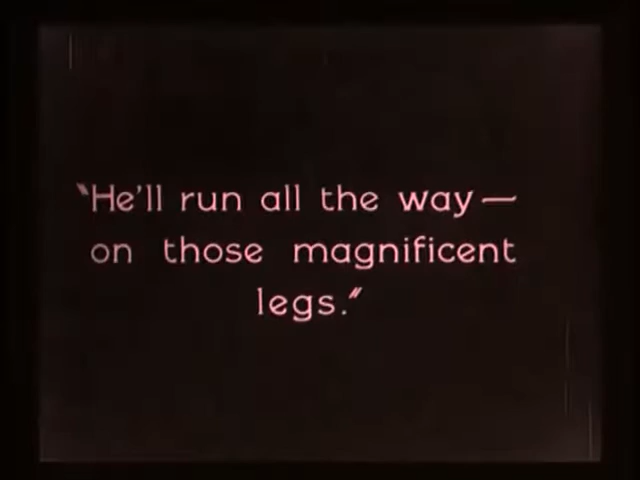 "He'll run all the way—
on those magnificent
legs."